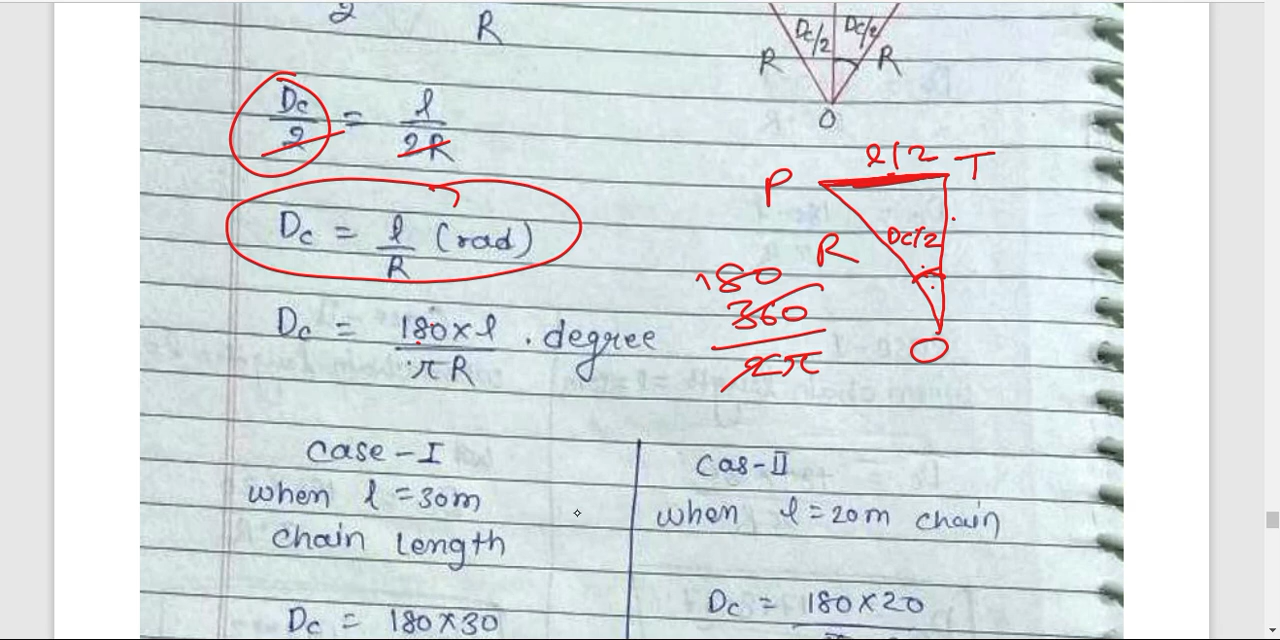 2 R
Dc/2 Dc/2
R R
O
Dc/2 = l/2R
l/2 T
P
Dc = l/R (rad)
Dc/2
R
180
360
2π
O
Dc = 180×l/πR . degree
Case - I
when l = 30m
chain length
Dc = 180×30
Cas-II
when l = 20m chain
Dc = 180×20